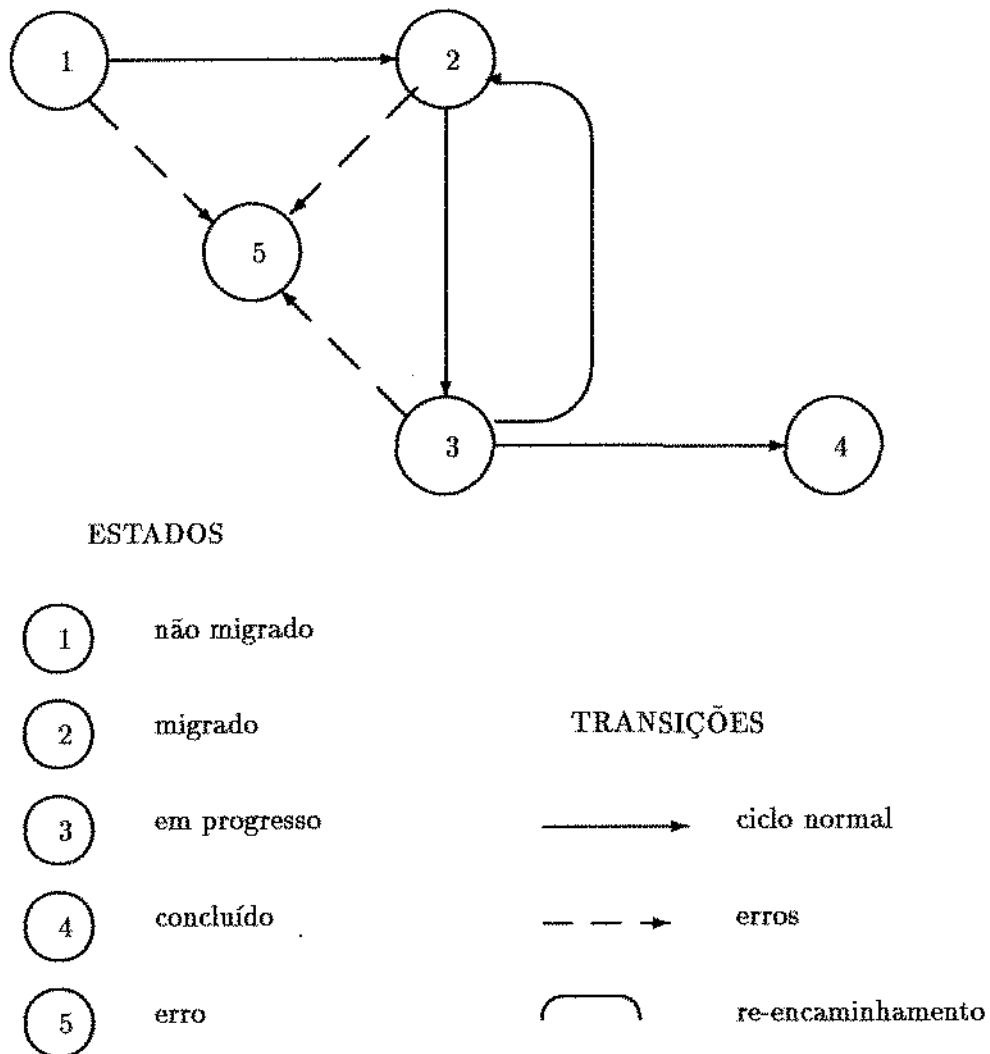 1
2
5
3
4
ESTADOS
1 não migrado
2 migrado
TRANSIÇÕES
3 em progresso
ciclo normal
4 concluído
erros
5 erro
re-encaminhamento